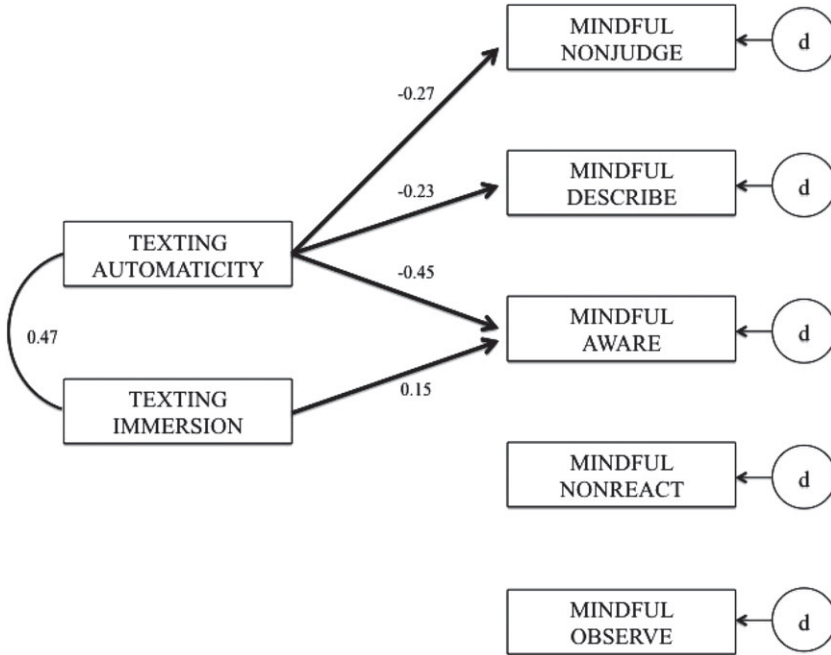 MINDFUL
NONJUDGE
d
-0.27
MINDFUL
DESCRIBE
d
-0.23
TEXTING
AUTOMATICITY
-0.45
MINDFUL
AWARE
d
0.47
TEXTING
IMMERSION
0.15
MINDFUL
NONREACT
d
MINDFUL
OBSERVE
d